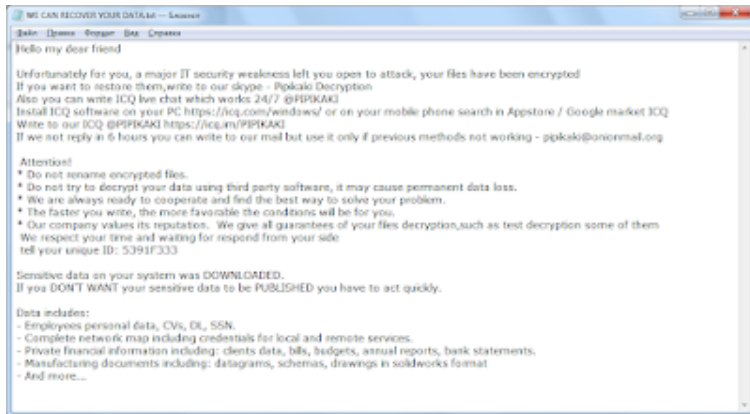 WE CAN RECOVER YOUR DATA.txt — Блокнот
Файл Правка Формат Вид Справка
Hello my dear friend
Unfortunately for you, a major IT security weakness left you open to attack, your files have been encrypted
If you want to restore them,write to our skype - Pipikaki Decryption
Also you can write ICQ live chat which works 24/7 @PIPIKAKI
Install ICQ software on your PC https://icq.com/windows/ or on your mobile phone search in Appstore / Google market ICQ
Write to our ICQ @PIPIKAKI https://icq.im/PIPIKAKI
If we not reply in 6 hours you can write to our mail but use it only if previous methods not working - pipikaki@onionmail.org
Attention!
* Do not rename encrypted files.
* Do not try to decrypt your data using third party software, it may cause permanent data loss.
* We are always ready to cooperate and find the best way to solve your problem.
* The faster you write, the more favorable the conditions will be for you.
* Our company values its reputation. We give all guarantees of your files decryption,such as test decryption some of them
We respect your time and waiting for respond from your side
tell your unique ID: 5391F333
Sensitive data on your system was DOWNLOADED.
If you DON'T WANT your sensitive data to be PUBLISHED you have to act quickly.
Data includes:
- Employees personal data, CVs, DL, SSN.
- Complete network map including credentials for local and remote services.
- Private financial information including: clients data, bills, budgets, annual reports, bank statements.
- Manufacturing documents including: datagrams, schemas, drawings in solidworks format
- And more...